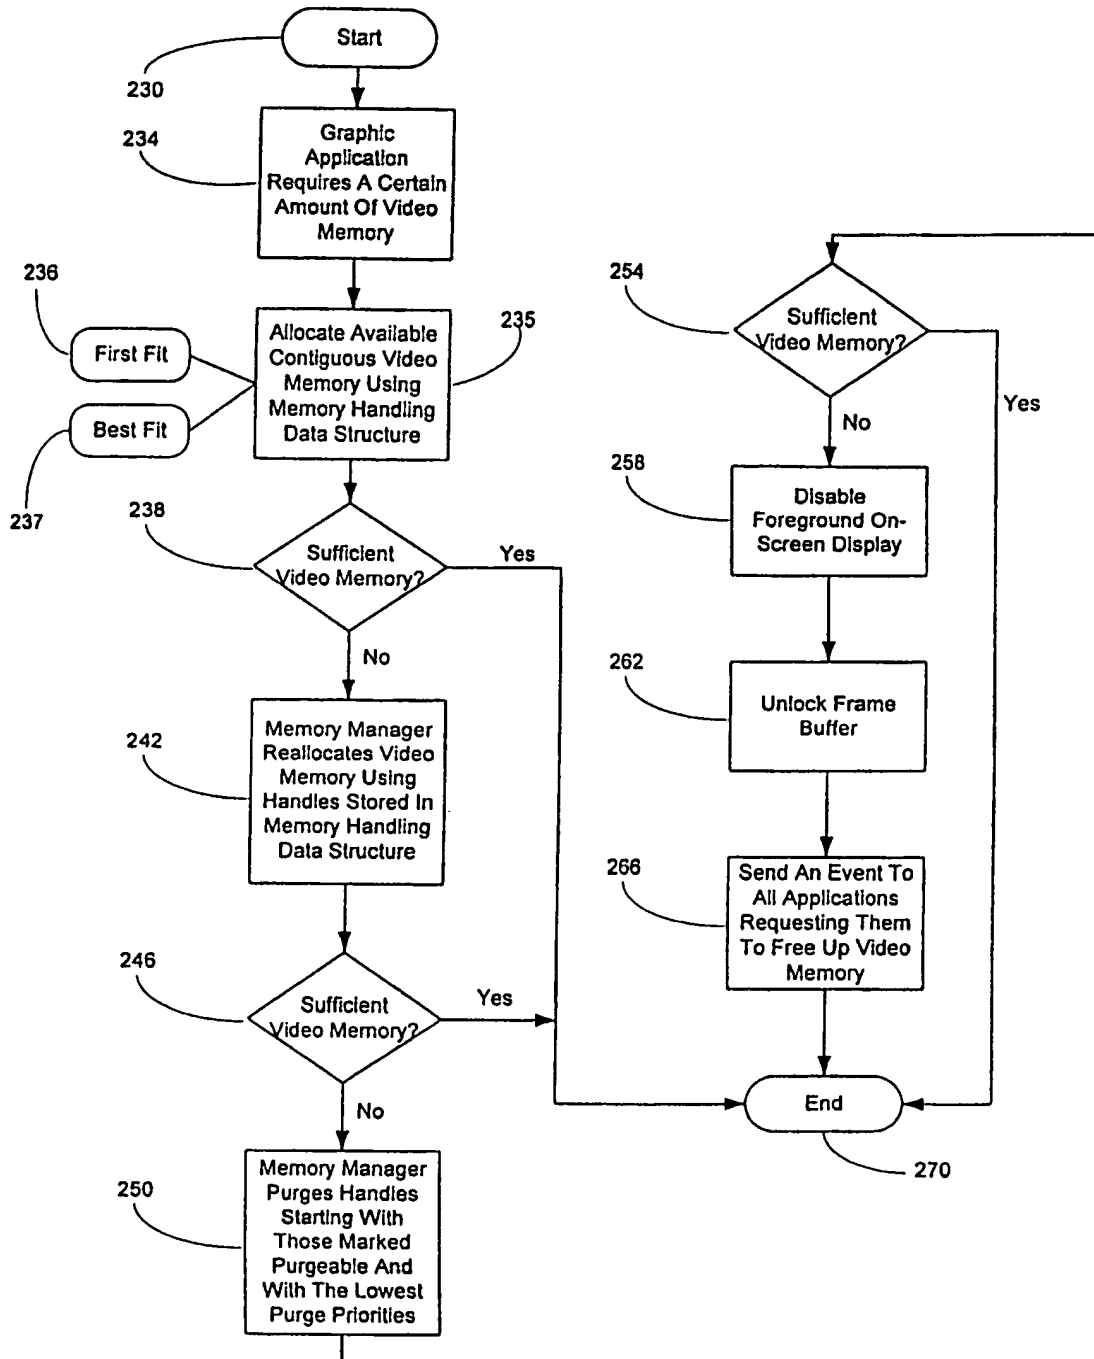 Start
230
234
Graphic
Application
Requires A Certain
Amount Of Video
Memory
236
First Fit
Best Fit
237
235
Allocate Available
Contiguous Video
Memory Using
Memory Handling
Data Structure
238
Sufficient
Video Memory?
Yes
No
242
Memory Manager
Reallocates Video
Memory Using
Handles Stored In
Memory Handling
Data Structure
246
Sufficient
Video Memory?
Yes
No
250
Memory Manager
Purges Handles
Starting With
Those Marked
Purgeable And
With The Lowest
Purge Priorities
254
Sufficient
Video Memory?
Yes
No
258
Disable
Foreground On-
Screen Display
262
Unlock Frame
Buffer
266
Send An Event To
All Applications
Requesting Them
To Free Up Video
Memory
End
270